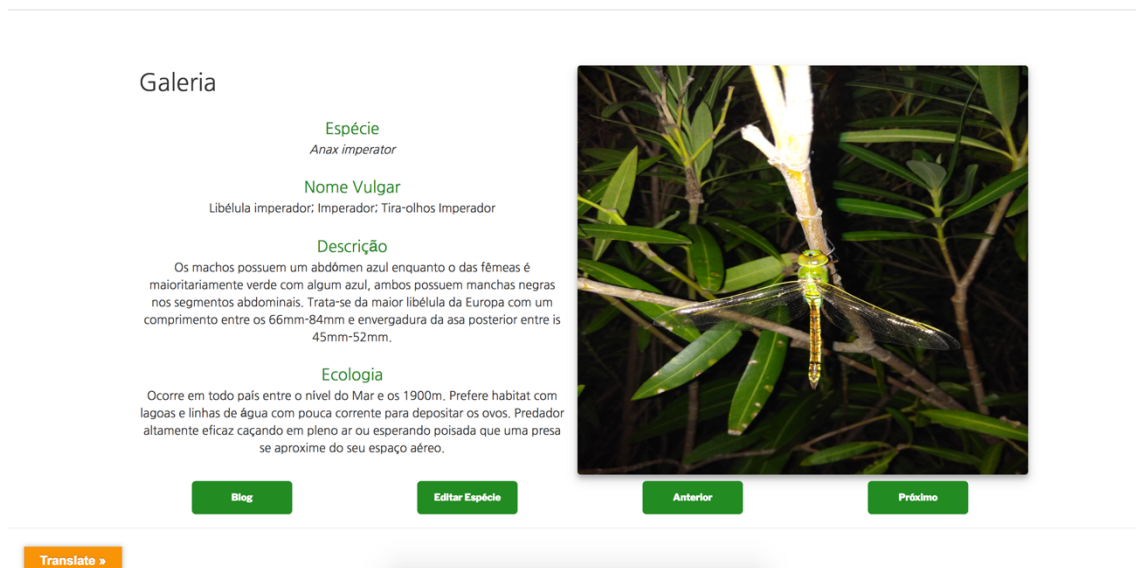 Galeria
Espécie
Anax imperator
Nome Vulgar
Libélula imperador; Imperador; Tira-olhos Imperador
Descrição
Os machos possuem um abdómen azul enquanto o das fêmeas é
maioritariamente verde com algum azul, ambos possuem manchas negras
nos segmentos abdominais. Trata-se da maior libélula da Europa com um
comprimento entre os 66mm-84mm e envergadura da asa posterior entre is
45mm-52mm.
Ecologia
Ocorre em todo país entre o nível do Mar e os 1900m. Prefere habitat com
lagoas e linhas de água com pouca corrente para depositar os ovos. Predador
altamente eficaz caçando em pleno ar ou esperando poisada que uma presa
se aproxime do seu espaço aéreo.
Blog
Editar Espécie
Anterior
Próximo
Translate »